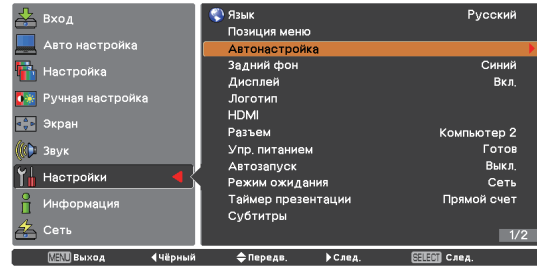 Вход
Авто настройка
Настройка
Ручная настройка
Экран
Звук
Настройки
Информация
Сеть
Язык Русский
Позиция меню
Автонастройка
Задний фон Синий
Дисплей Вкл.
Логотип
HDMI
Разъем Компьютер 2
Упр. питанием Готов
Автозапуск Выкл.
Режим ожидания Сеть
Таймер презентации Прямой счет
Субтитры
1/2
MENU Выход Чёрный Передв. След. SELECT След.